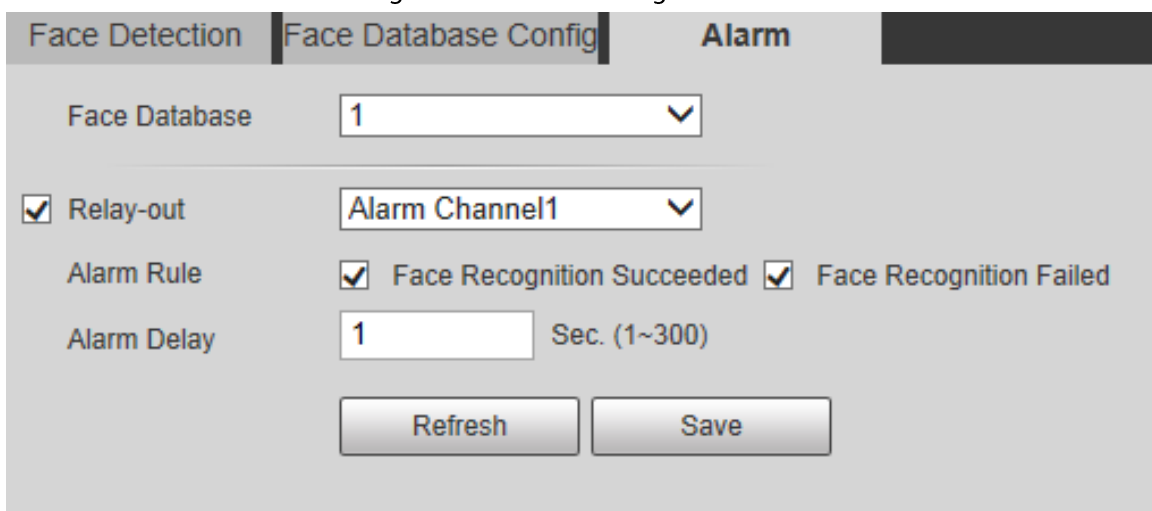 Face Detection Face Database Config Alarm
Face Database 1
Relay-out Alarm Channel1
Alarm Rule Face Recognition Succeeded Face Recognition Failed
Alarm Delay 1 Sec. (1~300)
Refresh Save